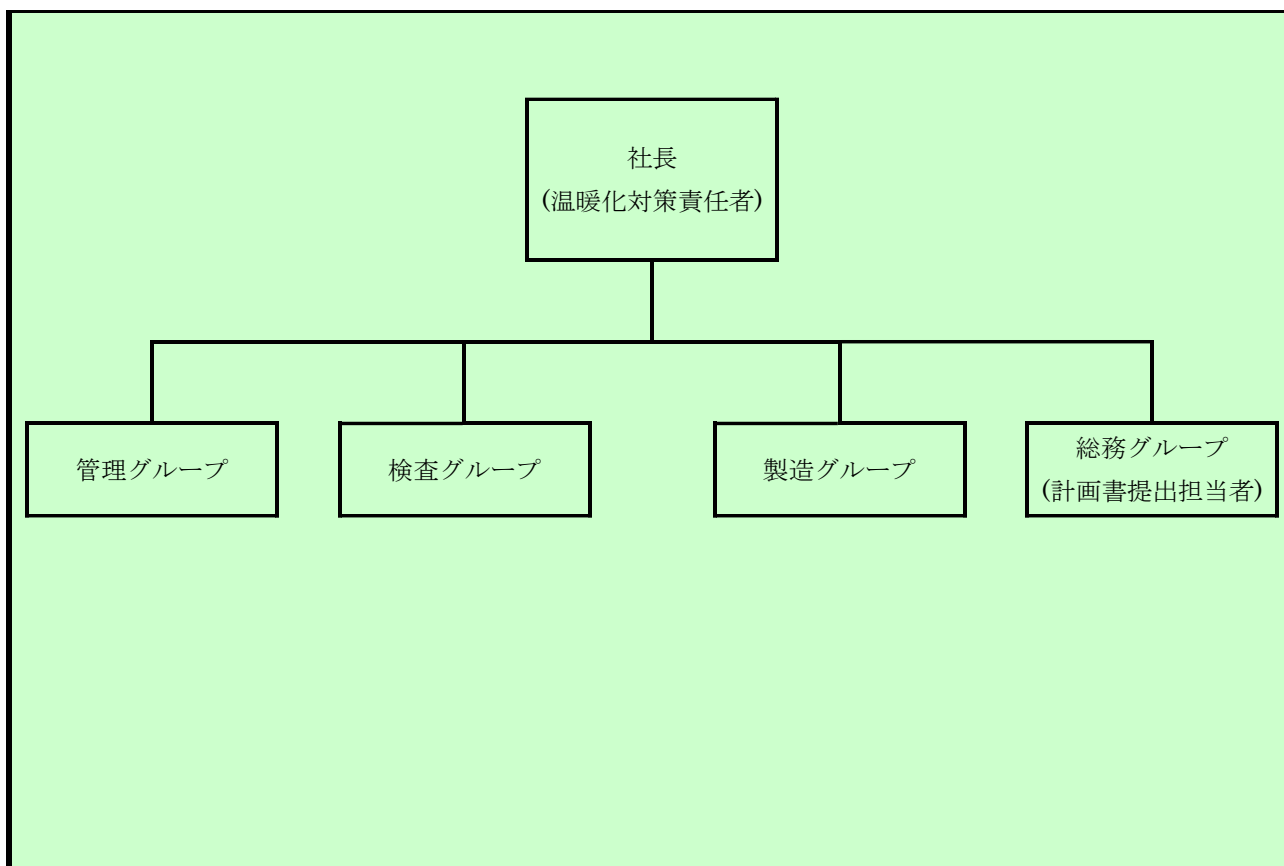 社長
(温暖化対策責任者)
管理グループ
検査グループ
製造グループ
総務グループ
(計画書提出担当者)